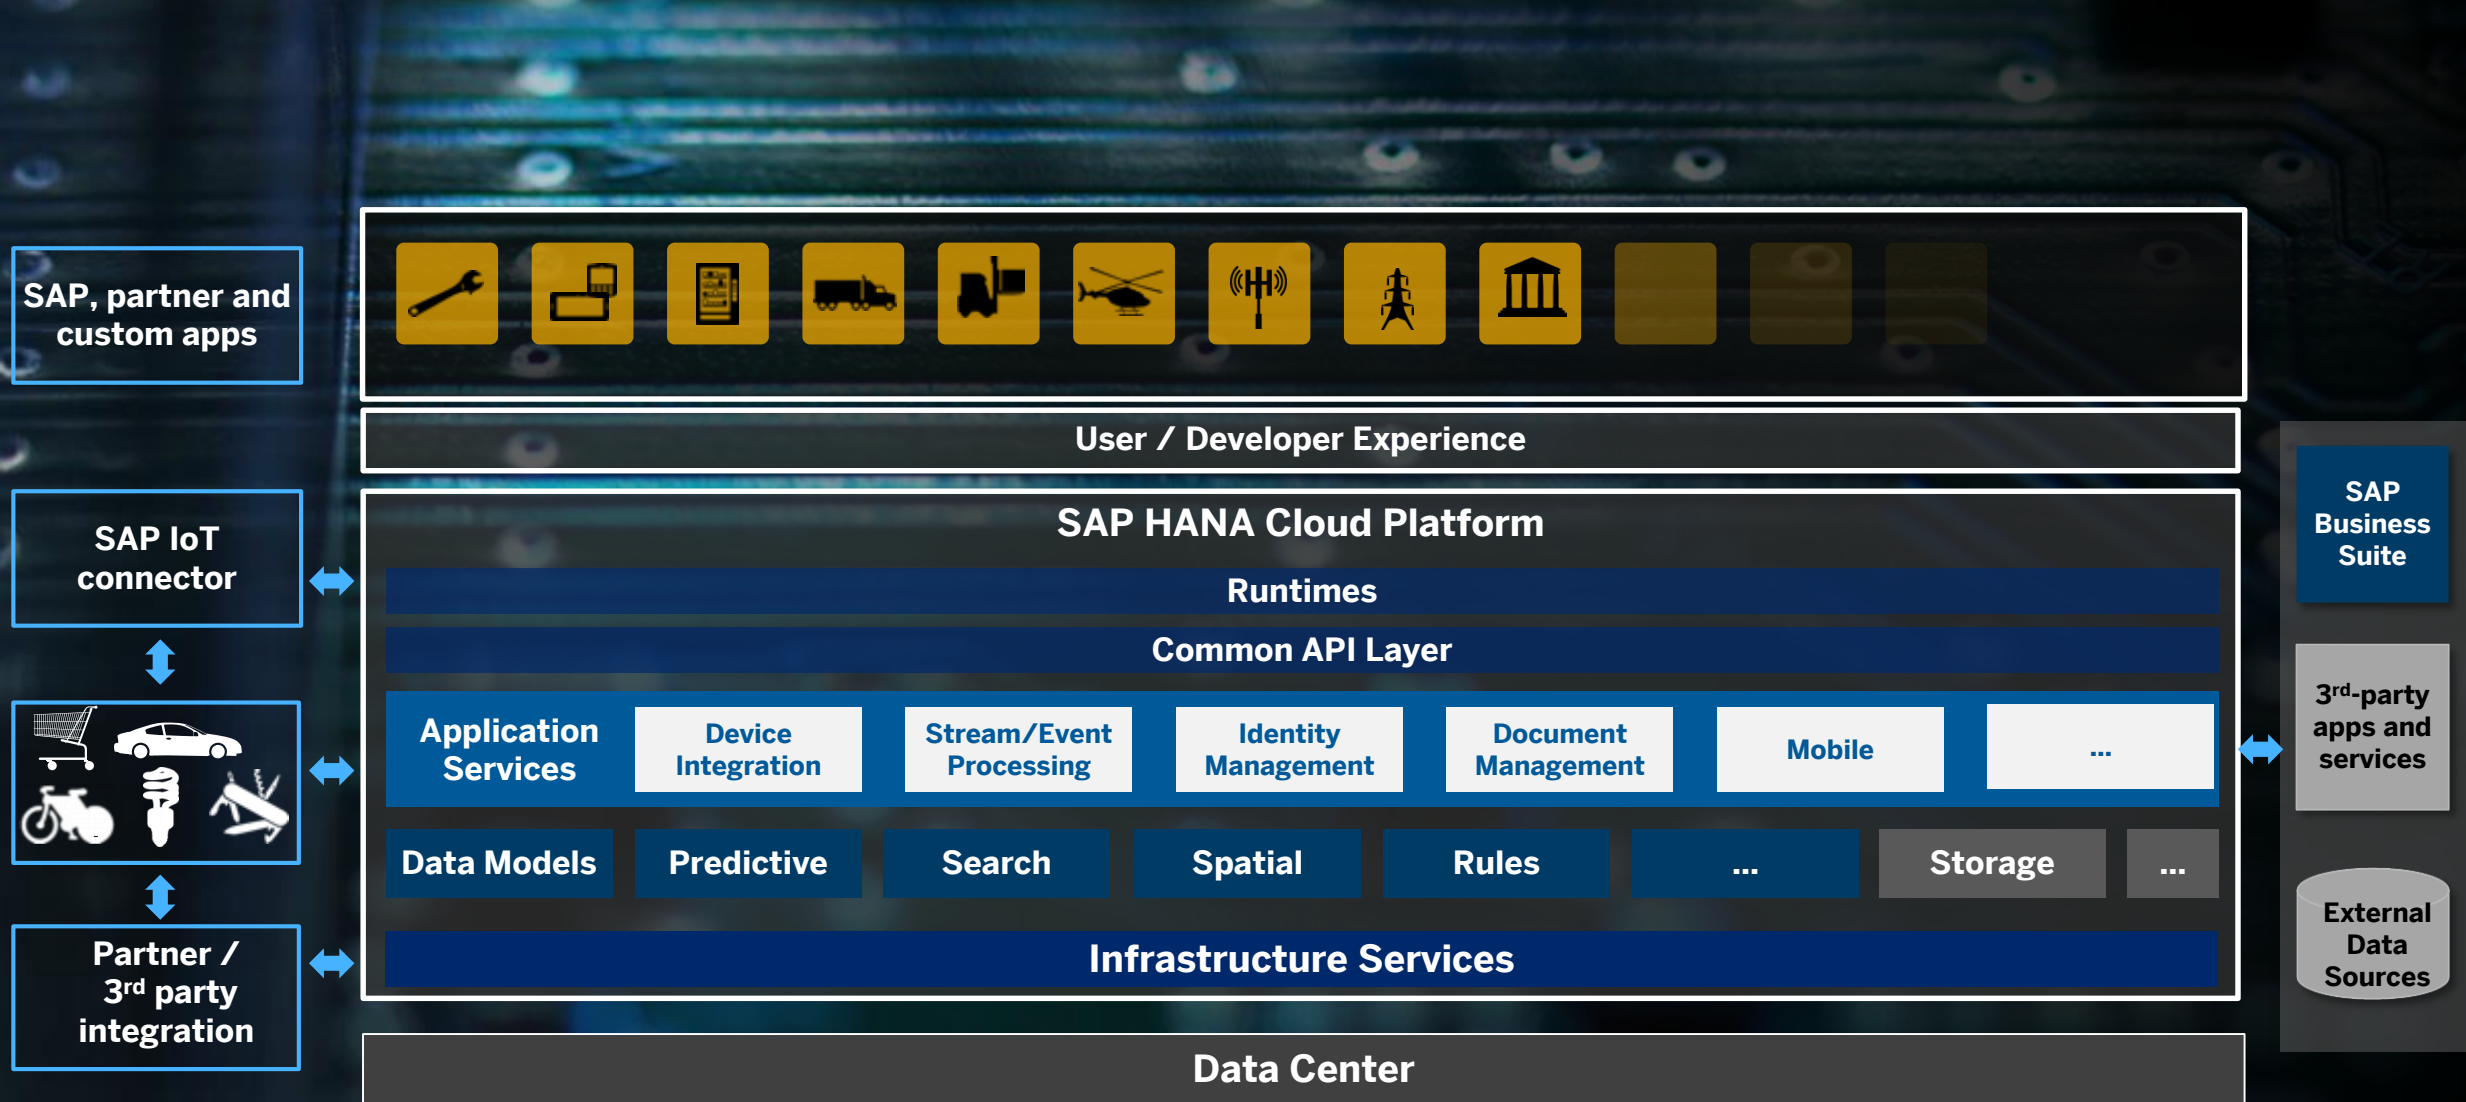 SAP, partner and
custom apps
User / Developer Experience
SAP IoT
connector
SAP HANA Cloud Platform
Runtimes
Common API Layer
Application
Services
Device
Integration
Stream/Event
Processing
Identity
Management
Document
Management
Mobile
...
Data Models
Predictive
Search
Spatial
Rules
...
Storage
...
Infrastructure Services
Partner /
3rd party
integration
Data Center
SAP
Business
Suite
3rd-party
apps and
services
External
Data
Sources